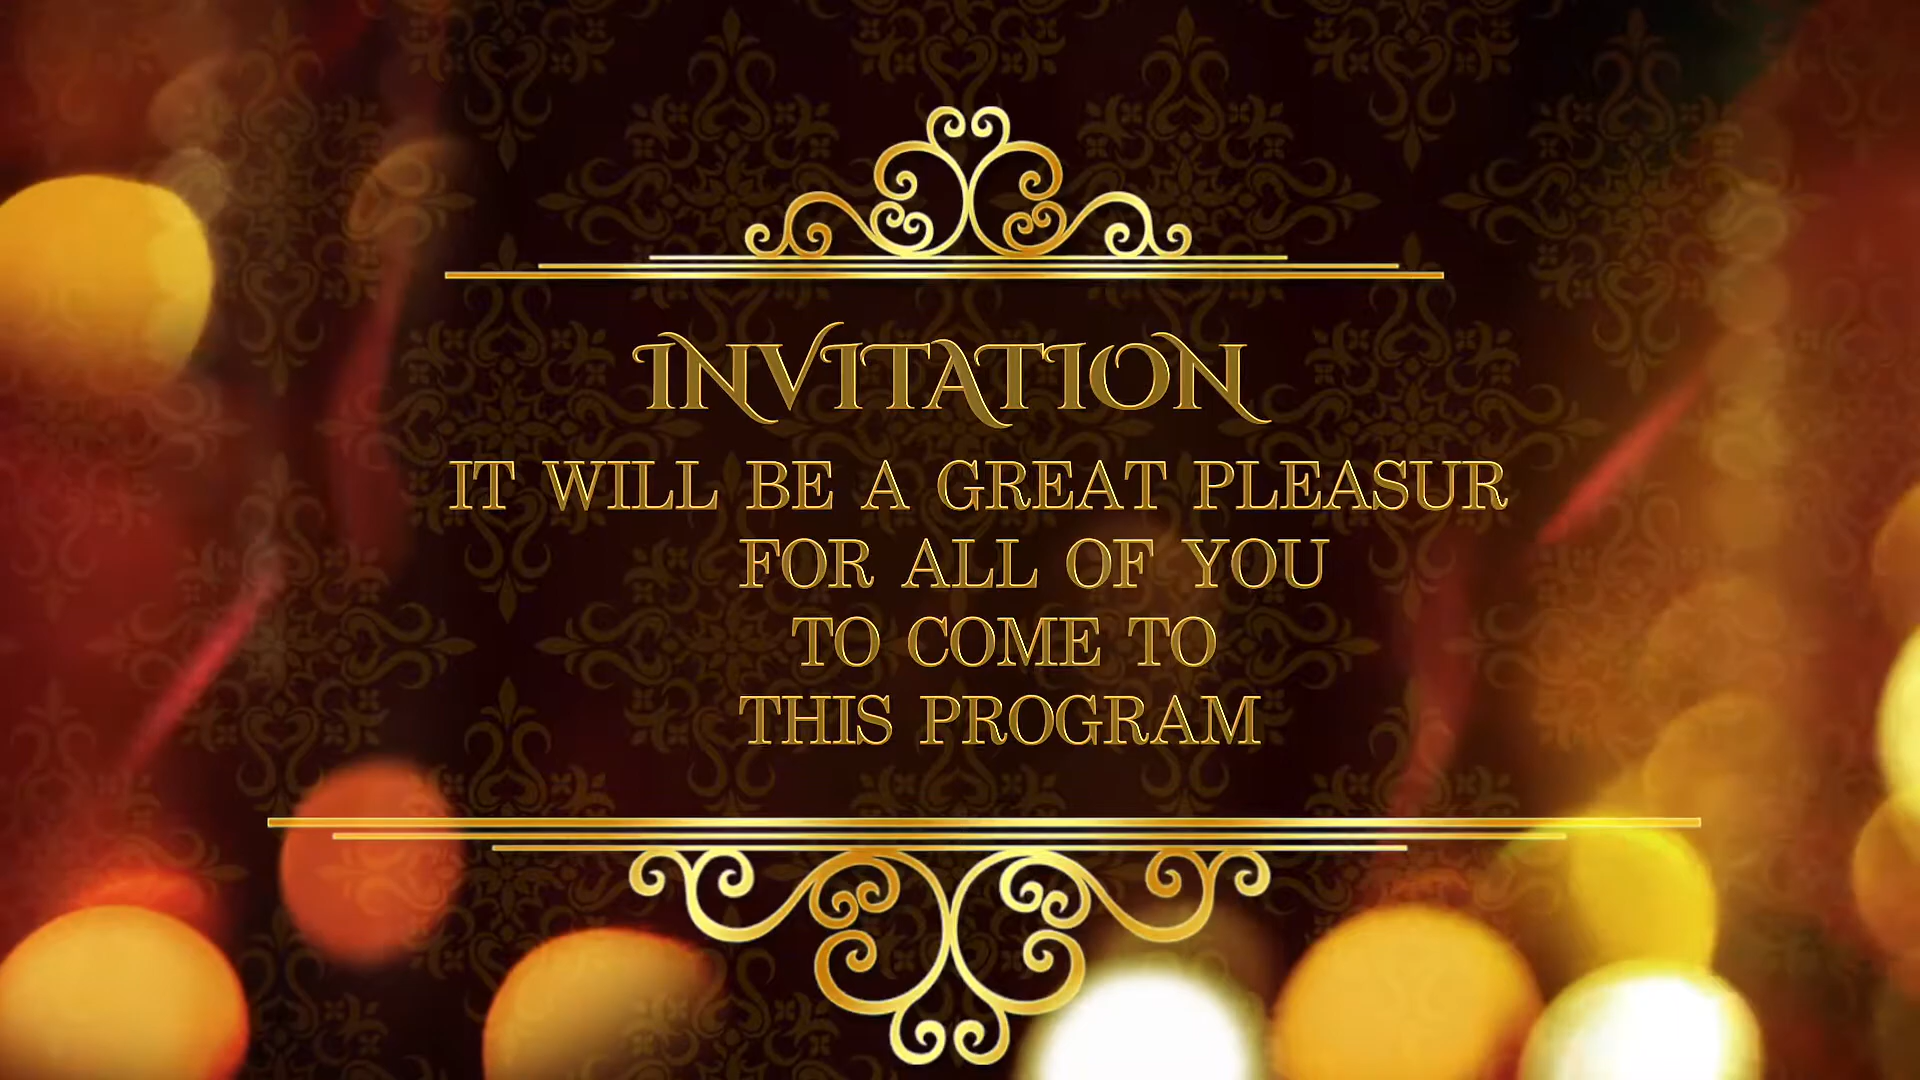 INVITATION
IT WILL BE A GREAT PLEASUR
FOR ALL OF YOU
TO COME TO
THIS PROGRAM